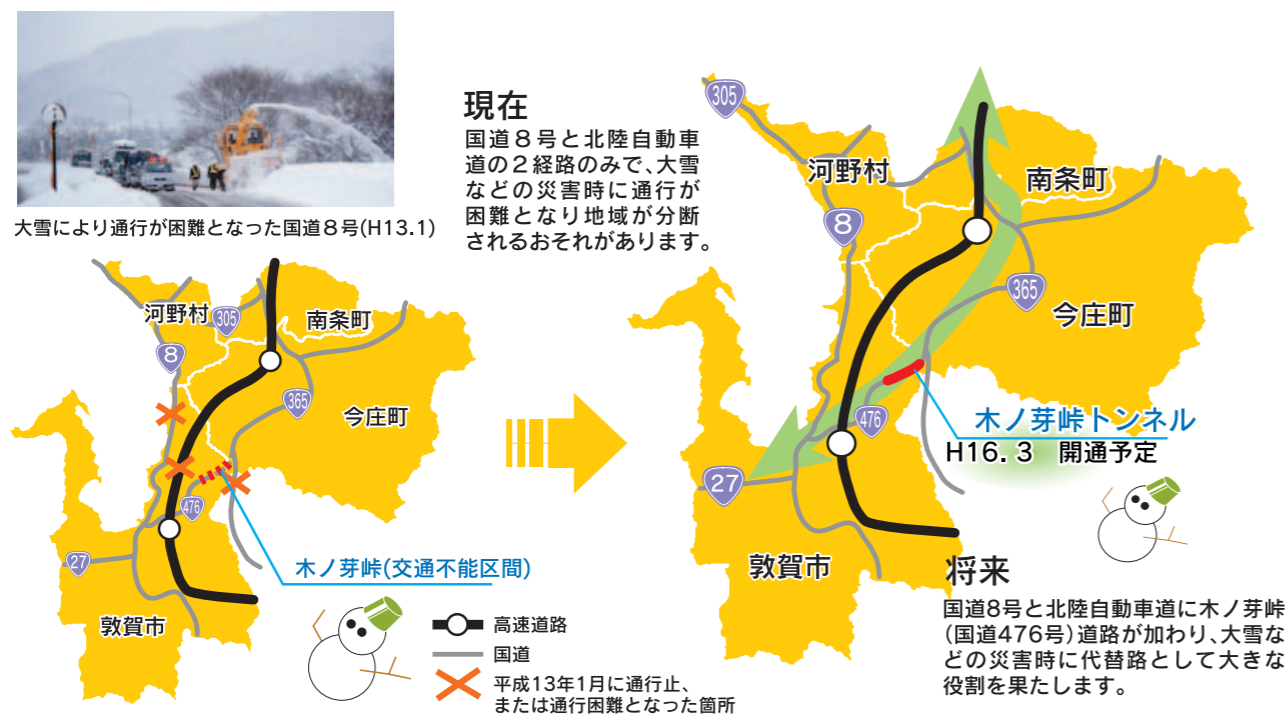 大雪により通行が困難となった国道8号(H13.1)
現在
国道8号と北陸自動車
道の2経路のみで、大雪
などの災害時に通行が
困難となり地域が分断
されるおそれがあります。
河野村
305
南条町
8
365
今庄町
476
27
木ノ芽峠(交通不能区間)
敦賀市
高速道路
国道
平成13年1月に通行止、
または通行困難となった箇所
305
河野村
南条町
8
365
今庄町
476
木ノ芽峠トンネル
H16.3 開通予定
27
敦賀市
将来
国道8号と北陸自動車道に木ノ芽峠
(国道476号)道路が加わり、大雪な
どの災害時に代替路として大きな
役割を果たします。